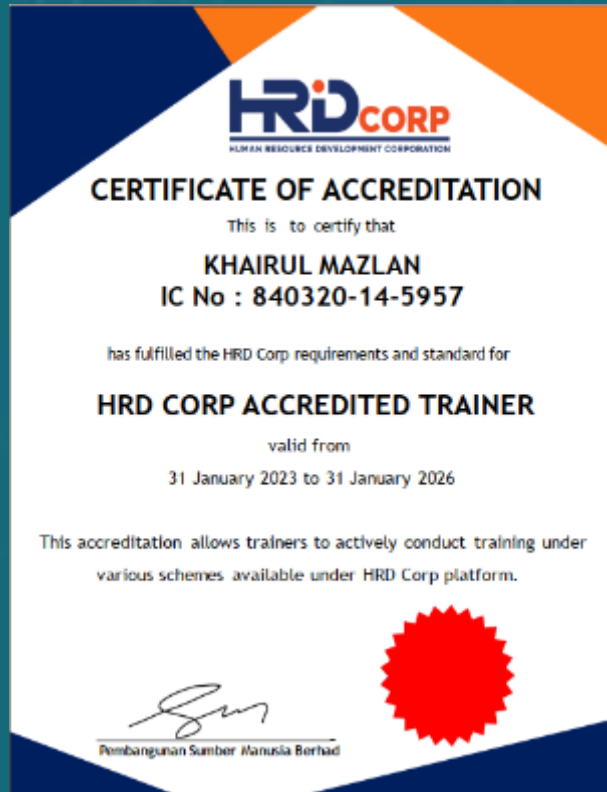 HRD CORP
HUMAN RESOURCE DEVELOPMENT CORPORATION
CERTIFICATE OF ACCREDITATION
This is to certify that
KHAIRUL MAZLAN
IC No : 840320-14-5957
has fulfilled the HRD Corp requirements and standard for
HRD CORP ACCREDITED TRAINER
valid from
31 January 2023 to 31 January 2026
This accreditation allows trainers to actively conduct training under
various schemes available under HRD Corp platform.
Pembangunan Sumber Manusia Berhad